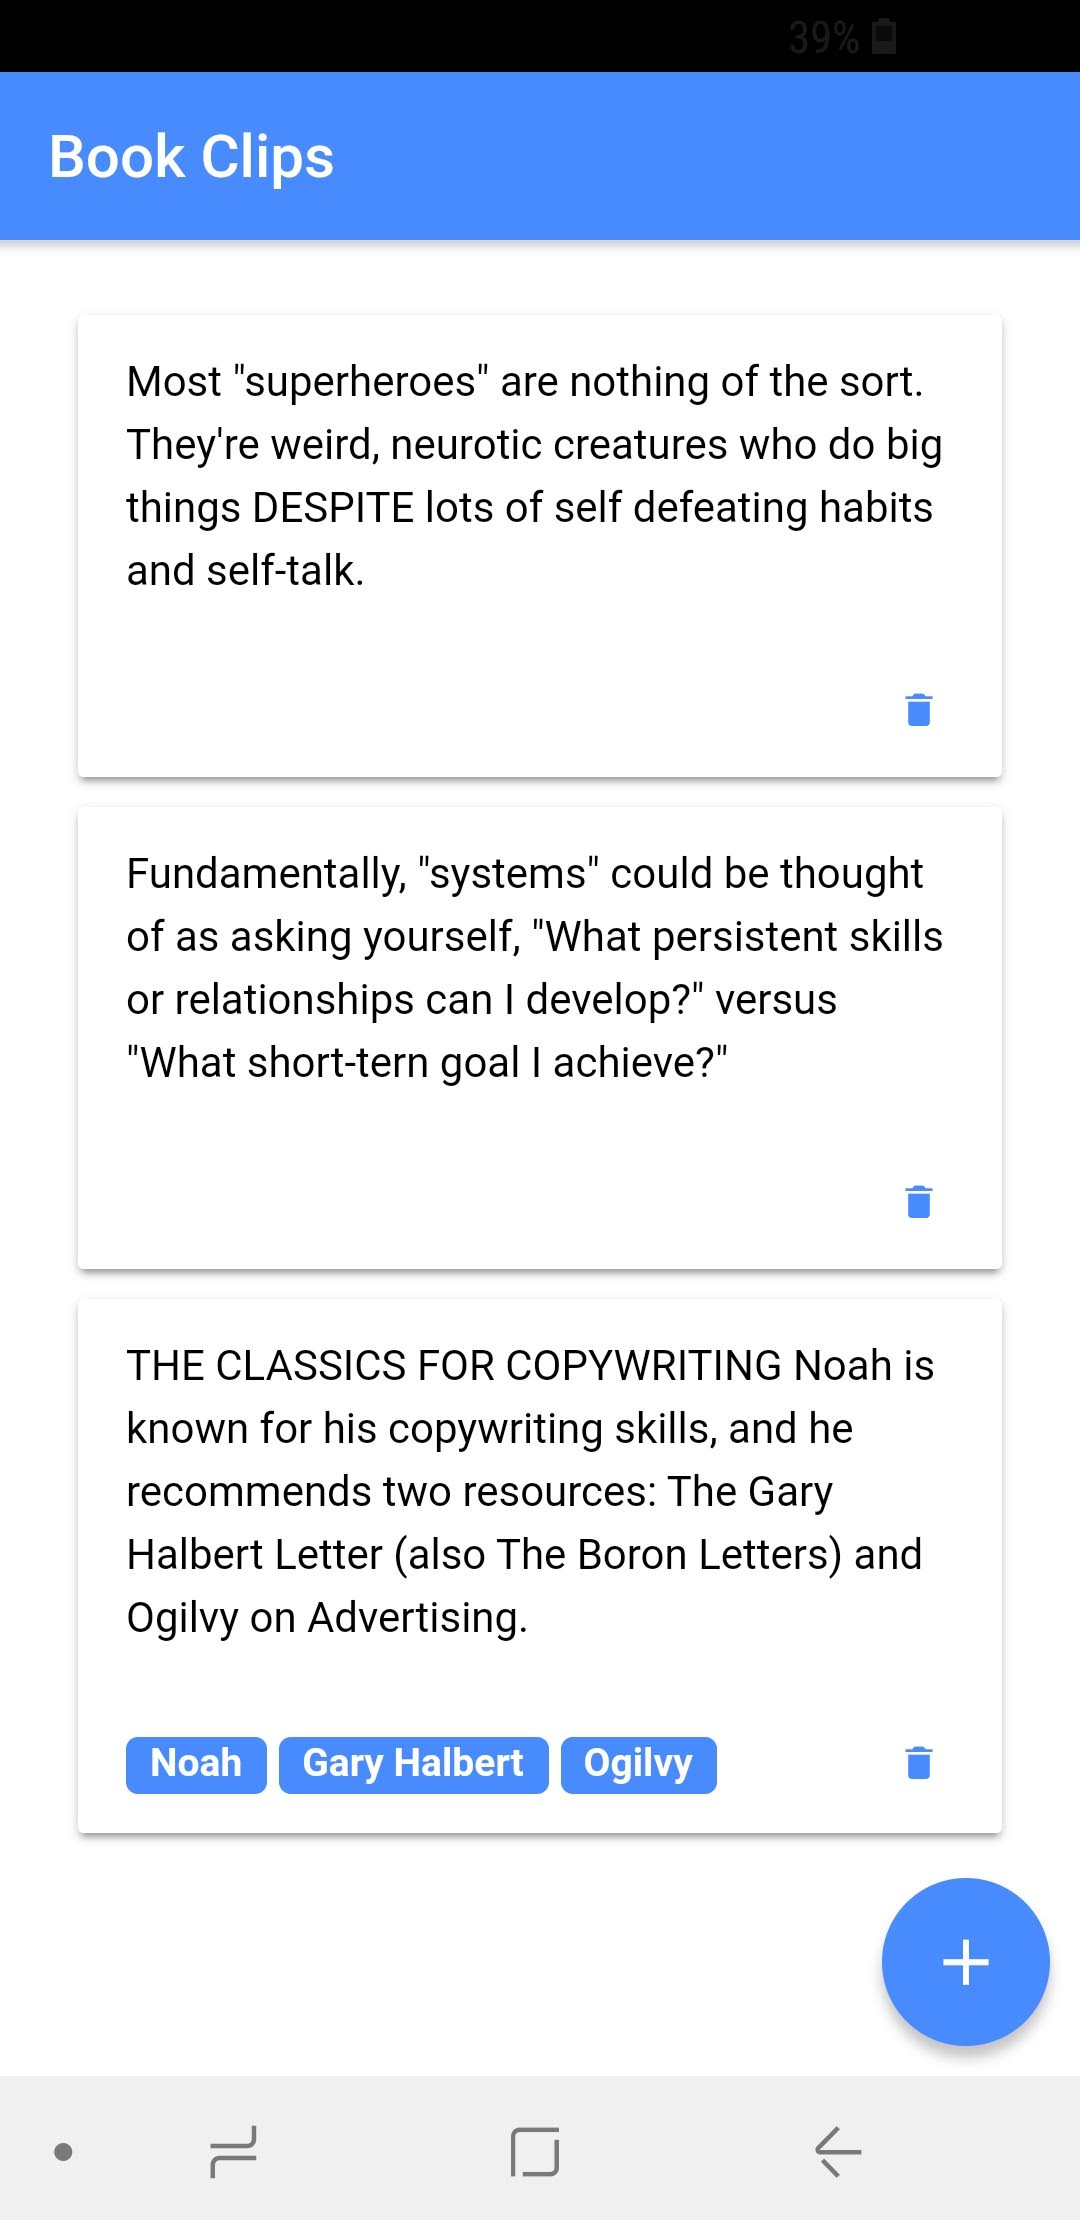 39%
Book Clips
Most "superheroes" are nothing of the sort.
They're weird, neurotic creatures who do big
things DESPITE lots of self defeating habits
and self-talk.
Fundamentally, "systems" could be thought
of as asking yourself, "What persistent skills
or relationships can I develop?" versus
"What short-tern goal I achieve?"
THE CLASSICS FOR COPYWRITING Noah is
known for his copywriting skills, and he
recommends two resources: The Gary
Halbert Letter (also The Boron Letters) and
Ogilvy on Advertising.
Noah Gary Halbert Ogilvy